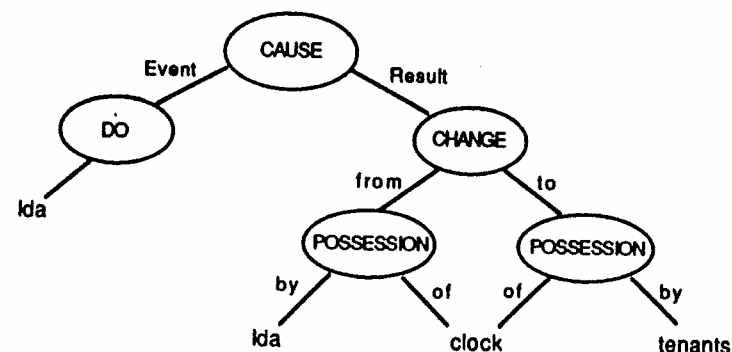 CAUSE
Event Result
DO
CHANGE
Ida
from to
POSSESSION POSSESSION
by of of by
Ida clock tenants